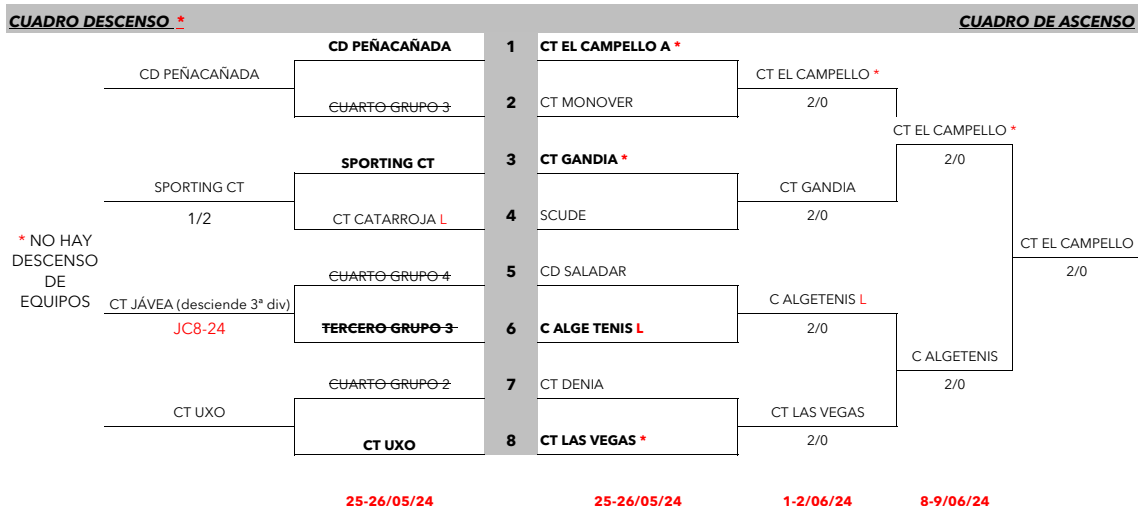 CUADRO DESCENSO * CUADRO DE ASCENSO
CD PEÑACAÑADA 1 CT EL CAMPELLO A *
CD PEÑACAÑADA CT EL CAMPELLO *
CUARTO GRUPO 3 2 CT MONOVER 2/0
CT EL CAMPELLO *
SPORTING CT 3 CT GANDIA * 2/0
SPORTING CT CT GANDIA
1/2 CT CATARROJA L 4 SCUDE 2/0
* NO HAY
DESCENSO
DE
EQUIPOS
CT EL CAMPELLO
2/0
CUARTO GRUPO 4 5 CD SALADAR
CT JÁVEA (desciende 3ª div) C ALGETENIS L
JC8-24 TERCERO GRUPO 3 6 C ALGE TENIS L 2/0
C ALGETENIS
CUARTO GRUPO 2 7 CT DENIA 2/0
CT UXO CT LAS VEGAS
CT UXO 8 CT LAS VEGAS * 2/0
25-26/05/24 25-26/05/24 1-2/06/24 8-9/06/24